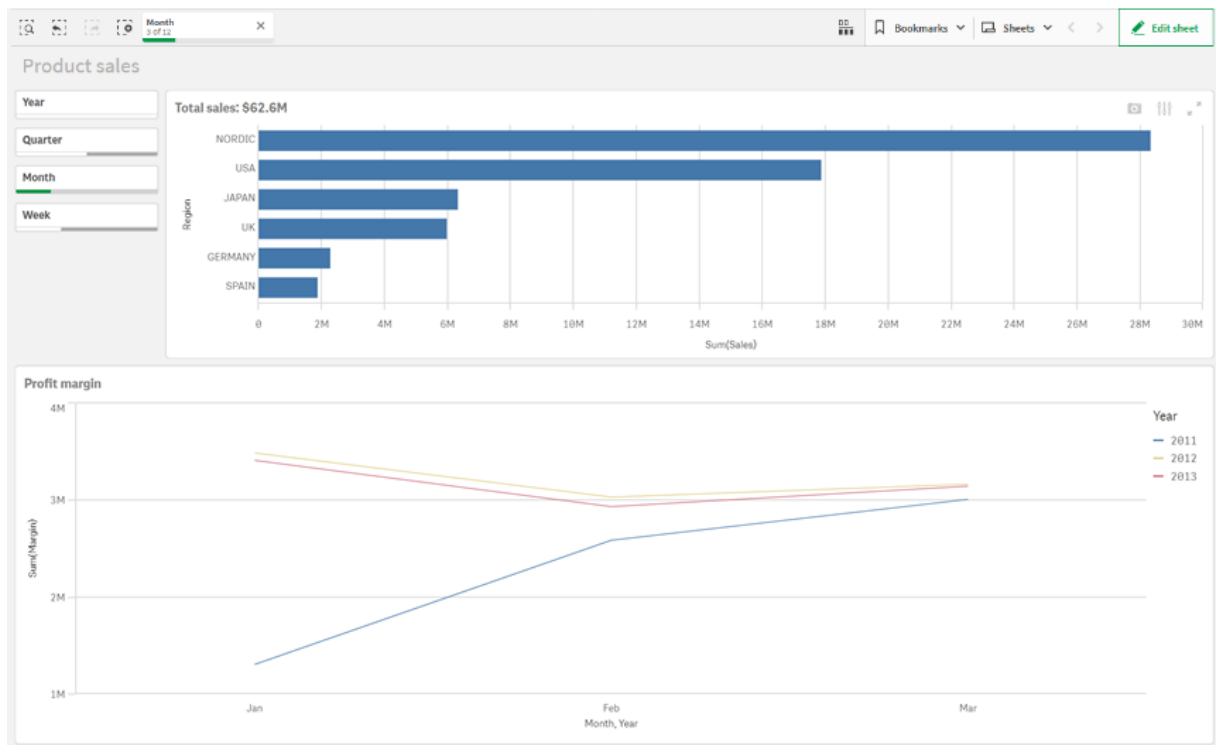 Month
3 of 12
Bookmarks
Sheets
Edit sheet
Product sales
Year
Quarter
Month
Week
Total sales: $62.6M
Region
NORDIC
USA
JAPAN
UK
GERMANY
SPAIN
0 2M 4M 6M 8M 10M 12M 14M 16M 18M 20M 22M 24M 26M 28M 30M
Sum(Sales)
Profit margin
Sum(Margin)
4M
3M
2M
1M
Jan Feb Mar
Month, Year
Year
2011
2012
2013